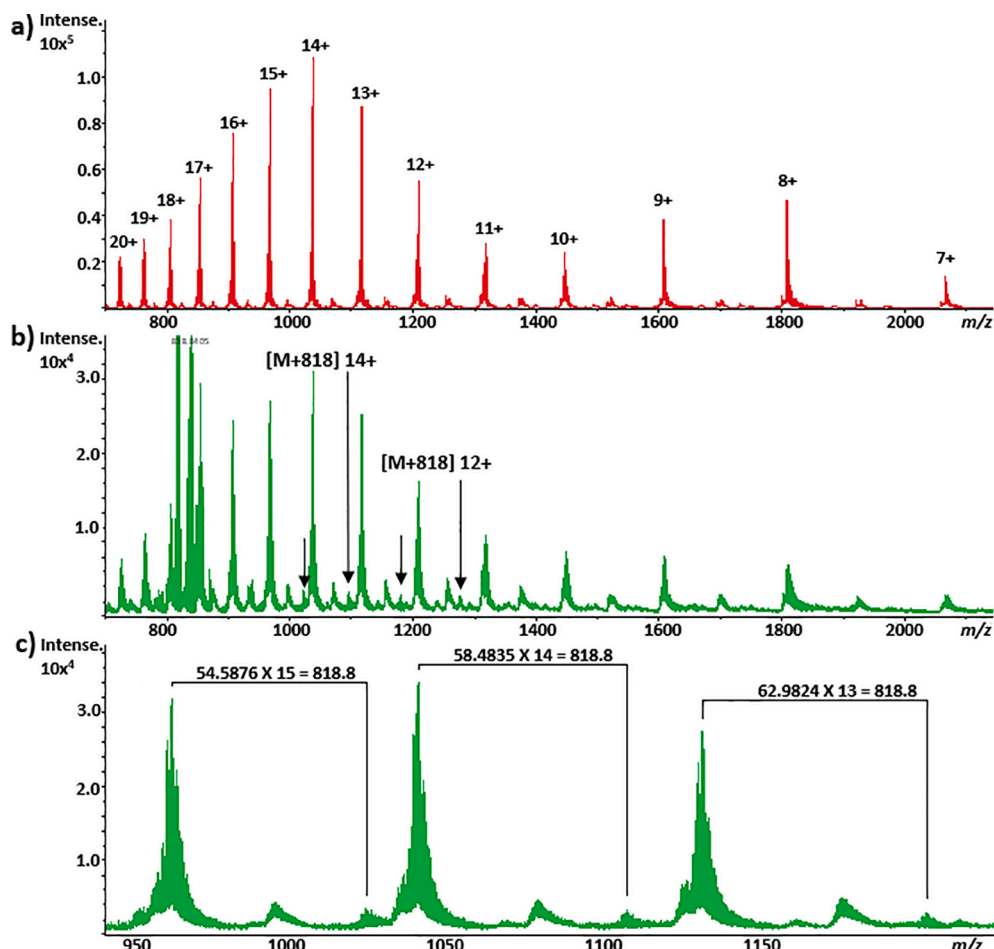 a) Intense.
10x⁵
14+
15+
13+
16+
1.0
0.8
17+
12+
0.6
18+
8+
19+
9+
0.4
11+
20+
10+
7+
0.2
800 1000 1200 1400 1600 1800 2000 m/z
b) Intense.
10x⁴
[M+818] 14+
3.0
[M+818] 12+
2.0
1.0
800 1000 1200 1400 1600 1800 2000 m/z
c) Intense.
10x⁴
54.5876 X 15 = 818.8
58.4835 X 14 = 818.8
62.9824 X 13 = 818.8
3.0
2.0
1.0
950 1000 1050 1100 1150 m/z